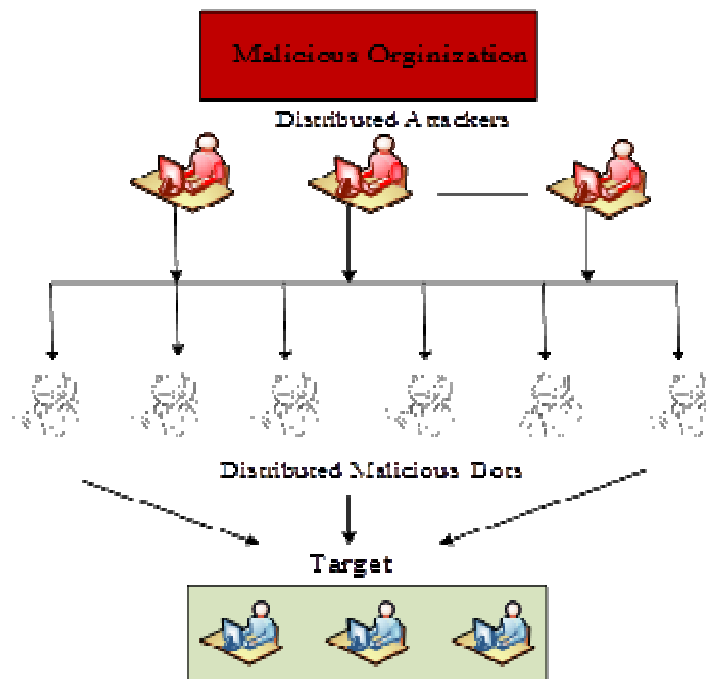 Malicious Orginization
Distributed Attackers
Distributed Malicious Bots
Target